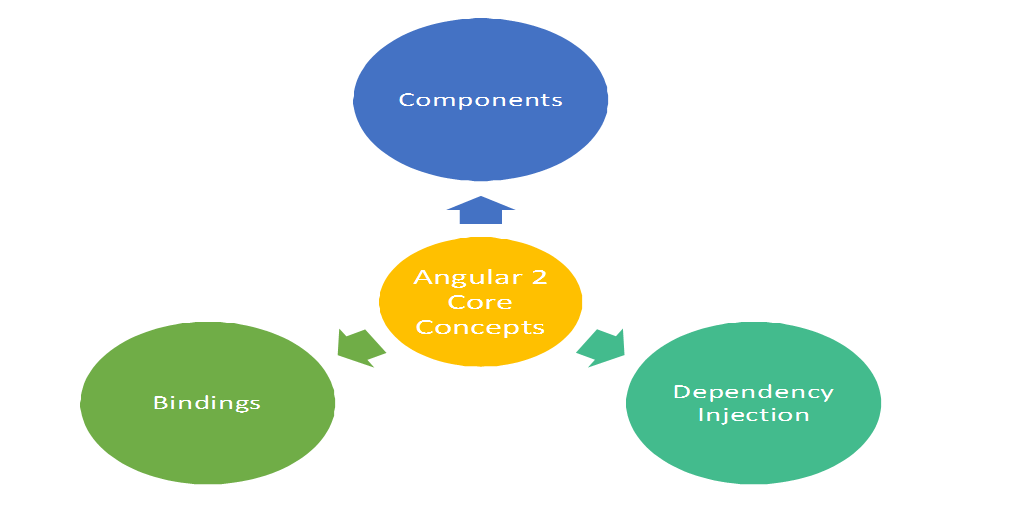 Components
Angular 2
Core
Concepts
Bindings
Dependency
Injection